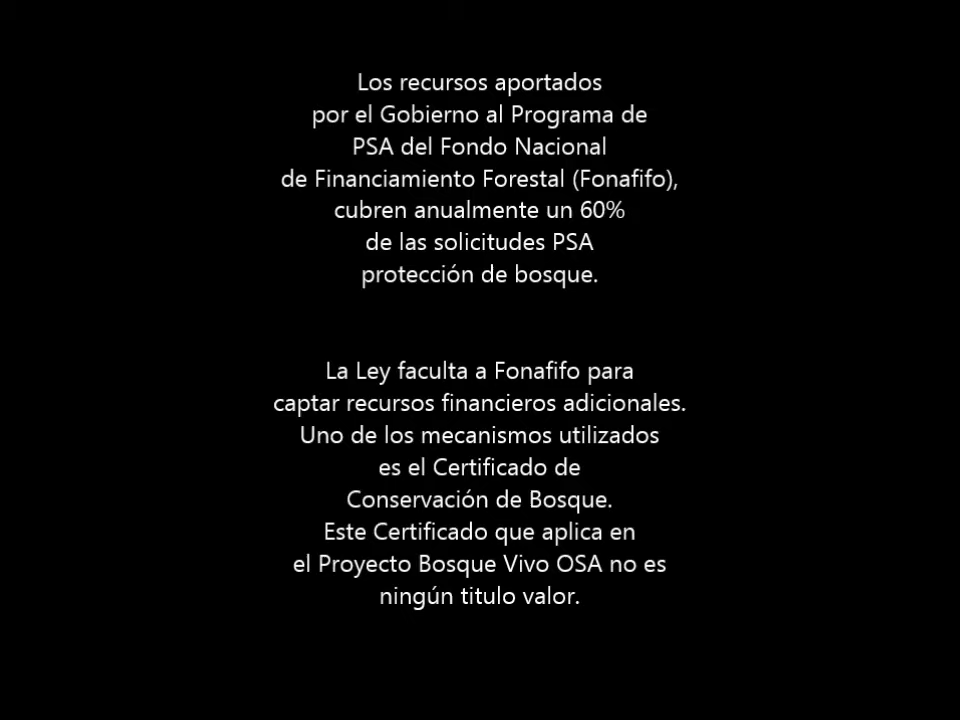 Los recursos aportados
por el Gobierno al Programa de
PSA del Fondo Nacional
de Financiamiento Forestal (Fonafifo),
cubren anualmente un 60%
de las solicitudes PSA
protección de bosque.
La Ley faculta a Fonafifo para
captar recursos financieros adicionales.
Uno de los mecanismos utilizados
es el Certificado de
Conservación de Bosque.
Este Certificado que aplica en
el Proyecto Bosque Vivo OSA no es
ningún titulo valor.